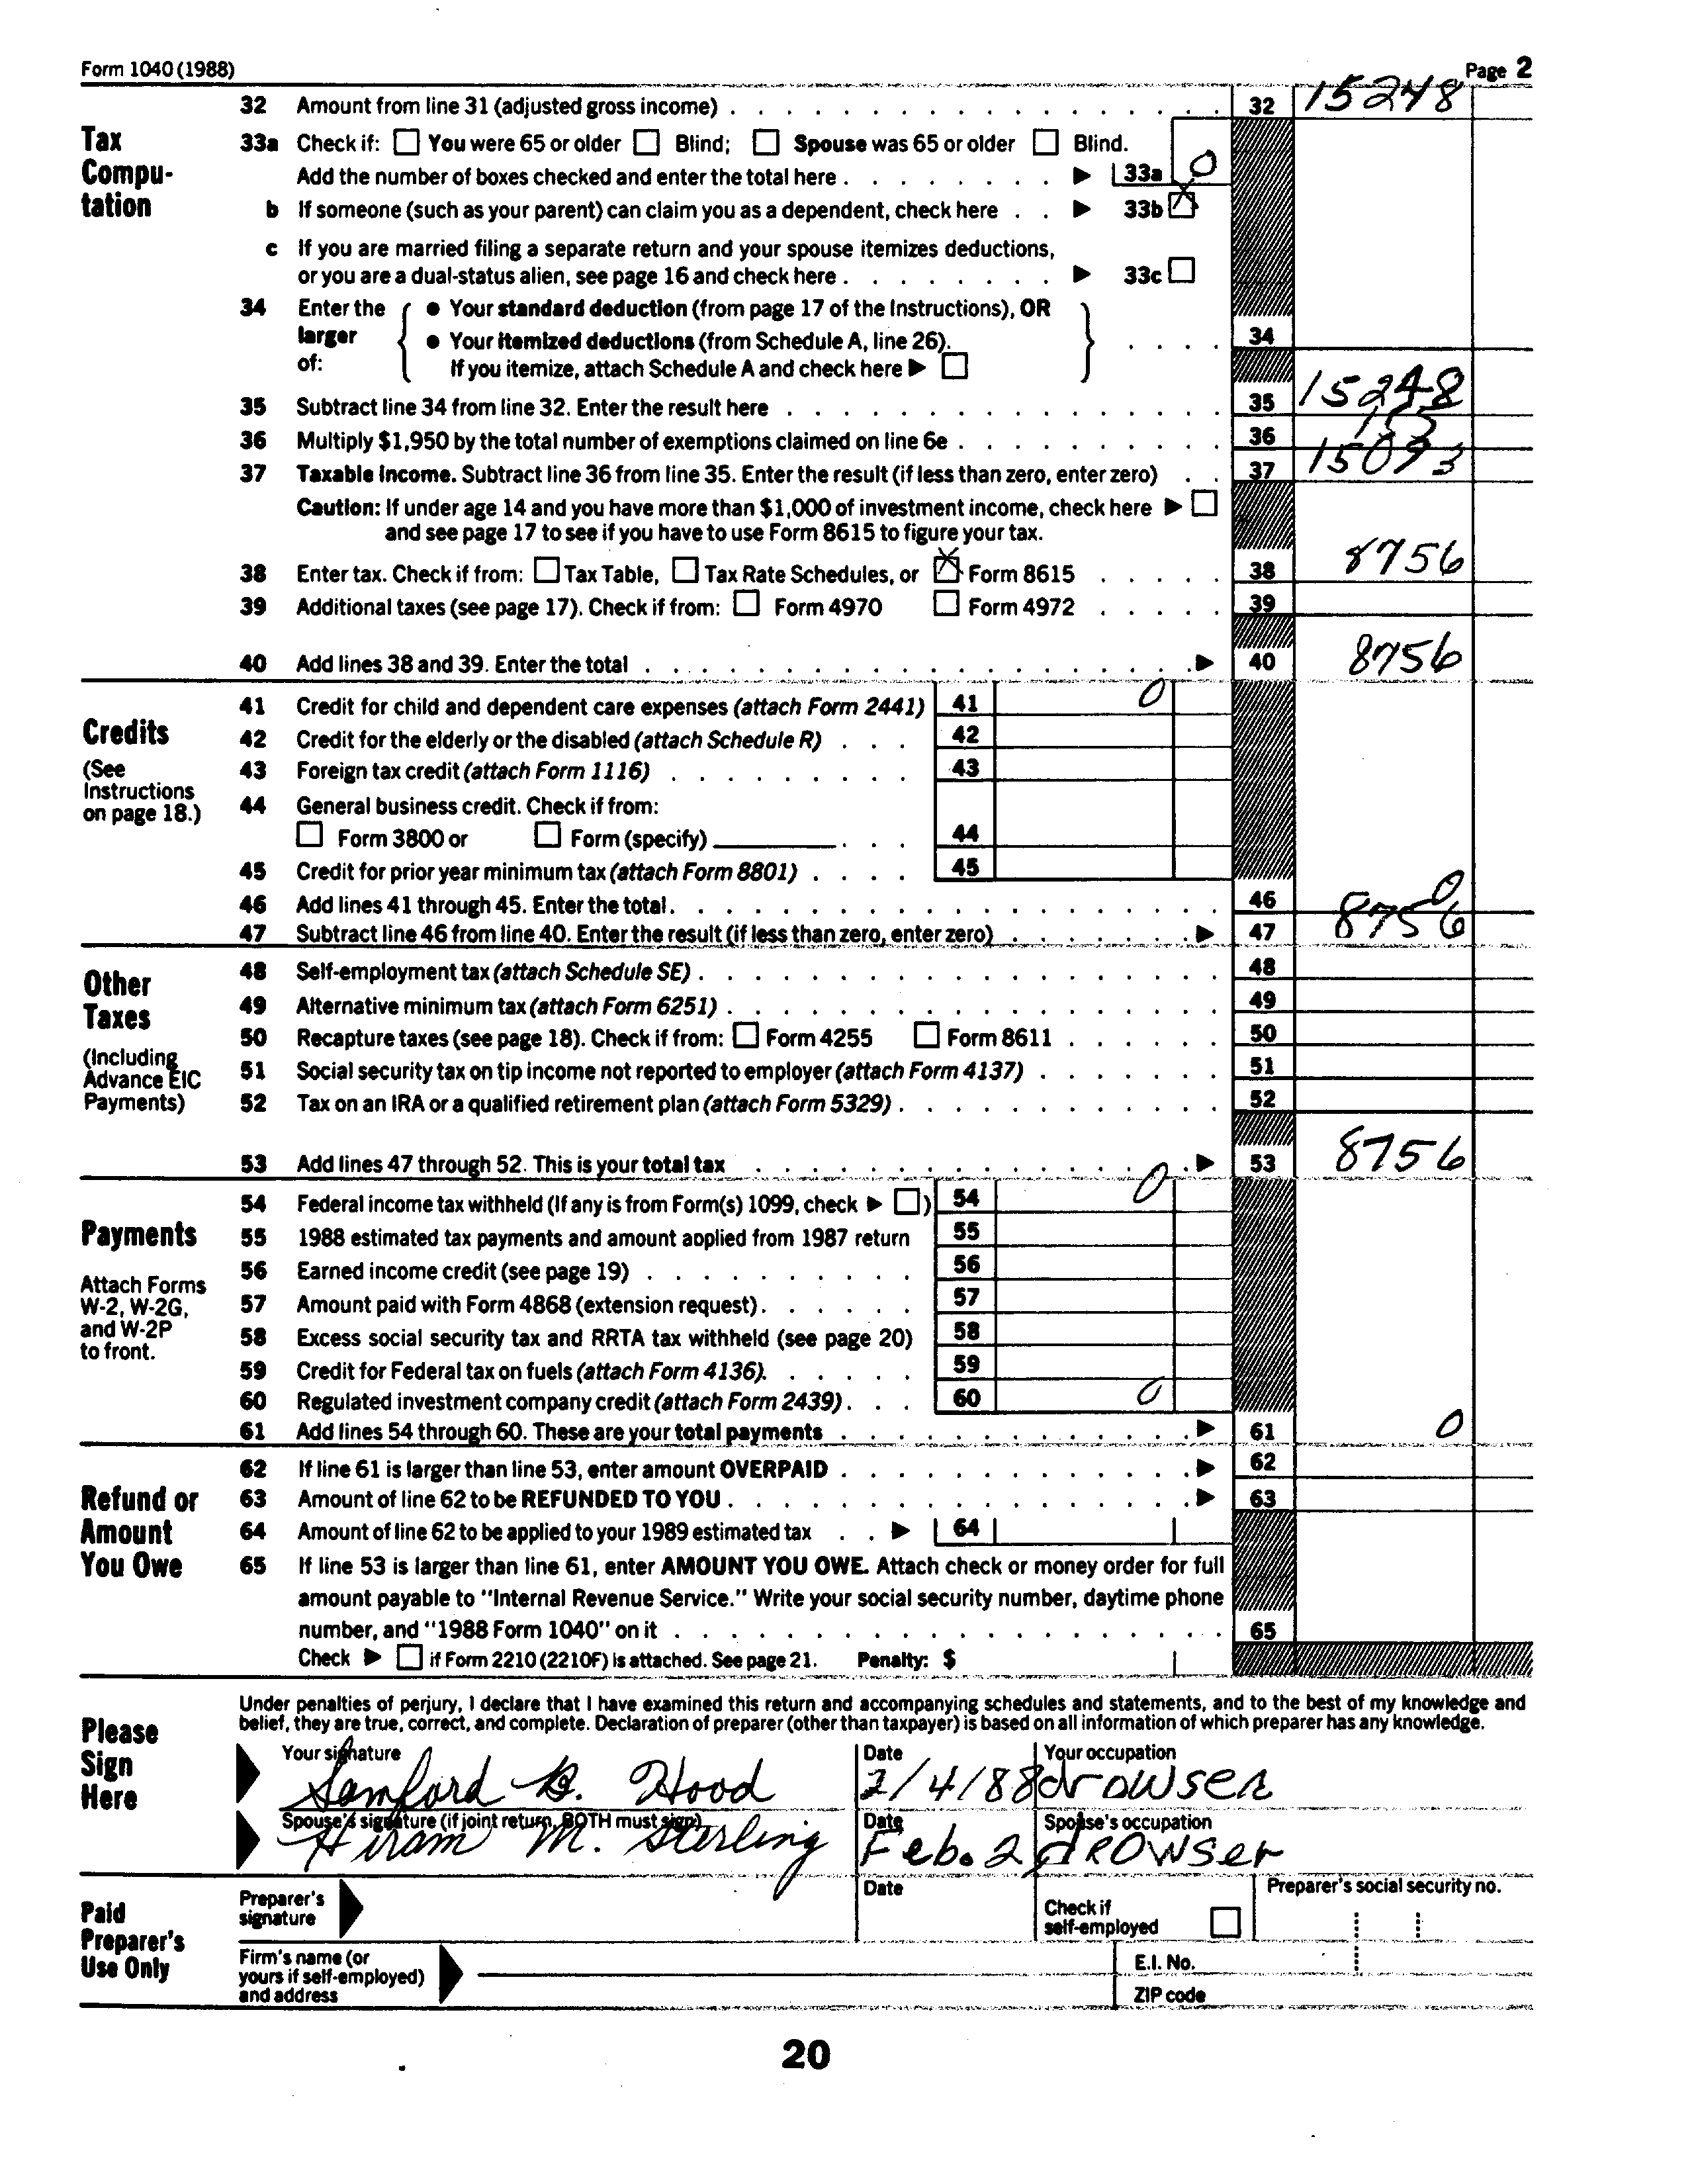 Form 1040 (1988) Page 2
Tax Compu-tation
32 Amount from line 31 (adjusted gross income) 32 15248
33a Check if: You were 65 or older Blind; Spouse was 65 or older Blind.
Add the number of boxes checked and enter the total here 33a 0
b If someone (such as your parent) can claim you as a dependent, check here 33b X
c If you are married filing a separate return and your spouse itemizes deductions,
or you are a dual-status alien, see page 16 and check here 33c
34 Enter the larger of: { • Your standard deduction (from page 17 of the Instructions), OR
• Your itemized deductions (from Schedule A, line 26). } 34
If you itemize, attach Schedule A and check here
35 Subtract line 34 from line 32. Enter the result here 35 15248
36 Multiply $1,950 by the total number of exemptions claimed on line 6e 36 155
37 Taxable Income. Subtract line 36 from line 35. Enter the result (if less than zero, enter zero) 37 15093
Caution: If under age 14 and you have more than $1,000 of investment income, check here
and see page 17 to see if you have to use Form 8615 to figure your tax.
38 Enter tax. Check if from: Tax Table, Tax Rate Schedules, or X Form 8615 38 8756
39 Additional taxes (see page 17). Check if from: Form 4970 Form 4972 39
40 Add lines 38 and 39. Enter the total 40 8756
Credits
(See Instructions on page 18.)
41 Credit for child and dependent care expenses (attach Form 2441) 41 0
42 Credit for the elderly or the disabled (attach Schedule R) 42
43 Foreign tax credit (attach Form 1116) 43
44 General business credit. Check if from:
Form 3800 or Form (specify) 44
45 Credit for prior year minimum tax (attach Form 8801) 45
46 Add lines 41 through 45. Enter the total 46 0
47 Subtract line 46 from line 40. Enter the result (if less than zero, enter zero) 47 8756
Other Taxes
(Including Advance EIC Payments)
48 Self-employment tax (attach Schedule SE) 48
49 Alternative minimum tax (attach Form 6251) 49
50 Recapture taxes (see page 18). Check if from: Form 4255 Form 8611 50
51 Social security tax on tip income not reported to employer (attach Form 4137) 51
52 Tax on an IRA or a qualified retirement plan (attach Form 5329) 52
53 Add lines 47 through 52. This is your total tax 53 8756
Payments
Attach Forms W-2, W-2G, and W-2P to front.
54 Federal income tax withheld (If any is from Form(s) 1099, check ) 54 0
55 1988 estimated tax payments and amount applied from 1987 return 55
56 Earned income credit (see page 19) 56
57 Amount paid with Form 4868 (extension request) 57
58 Excess social security tax and RRTA tax withheld (see page 20) 58
59 Credit for Federal tax on fuels (attach Form 4136) 59
60 Regulated investment company credit (attach Form 2439) 60 0
61 Add lines 54 through 60. These are your total payments 61 0
Refund or Amount You Owe
62 If line 61 is larger than line 53, enter amount OVERPAID 62
63 Amount of line 62 to be REFUNDED TO YOU 63
64 Amount of line 62 to be applied to your 1989 estimated tax 64
65 If line 53 is larger than line 61, enter AMOUNT YOU OWE. Attach check or money order for full
amount payable to "Internal Revenue Service." Write your social security number, daytime phone
number, and "1988 Form 1040" on it 65
Check if Form 2210 (2210F) is attached. See page 21. Penalty: $
Please Sign Here
Under penalties of perjury, I declare that I have examined this return and accompanying schedules and statements, and to the best of my knowledge and
belief, they are true, correct, and complete. Declaration of preparer (other than taxpayer) is based on all information of which preparer has any knowledge.
Your signature Date Your occupation
Samford B. Hood 2/4/88 drowser
Spouse's signature (if joint return, BOTH must sign) Date Spouse's occupation
Hiram M. Sterling Feb. 2 dROWser
Paid Preparer's Use Only
Preparer's signature Date Check if self-employed Preparer's social security no.
Firm's name (or yours if self-employed) and address E.I. No.
ZIP code
20